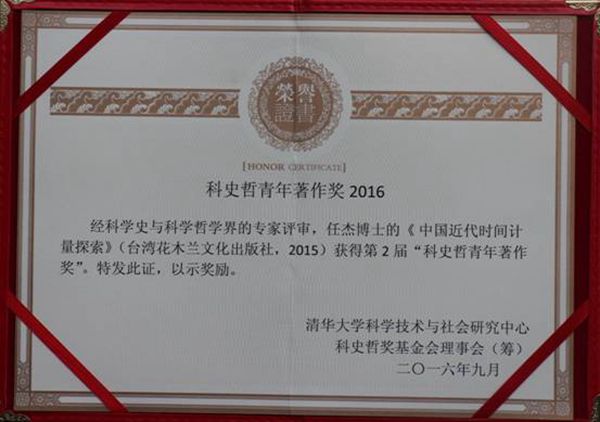 榮譽
證書
[HONOR CERTIFICATE]
科史哲青年著作奖 2016
经科学史与科学哲学界的专家评审，任杰博士的《中国近代时间计
量探索》（台湾花木兰文化出版社，2015）获得第 2 届“科史哲青年著作
奖”。特发此证，以示奖励。
清华大学科学技术与社会研究中心
科史哲奖基金会理事会（筹）
二〇一六年九月